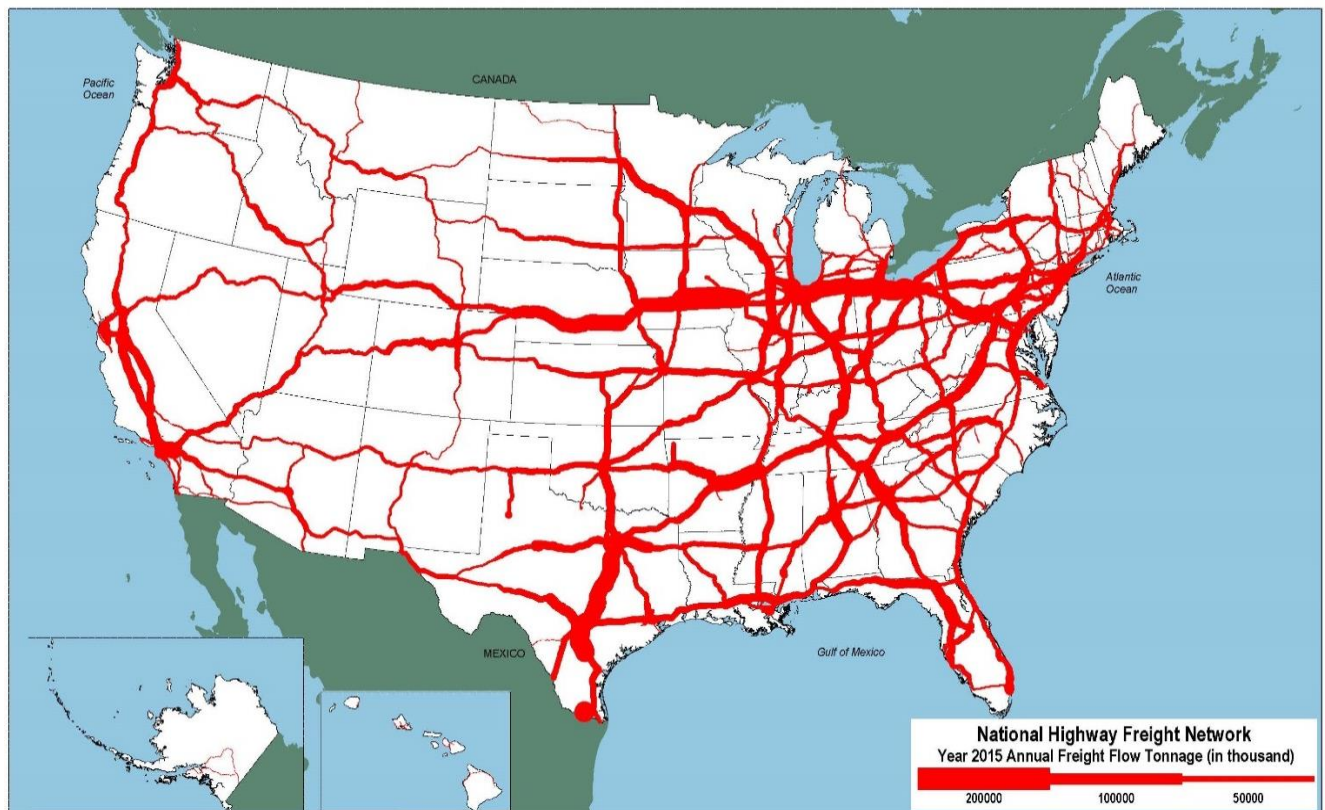 CANADA
Pacific
Ocean
Atlantic
Ocean
MEXICO
Gulf of Mexico
National Highway Freight Network
Year 2015 Annual Freight Flow Tonnage (in thousand)
200000 100000 50000